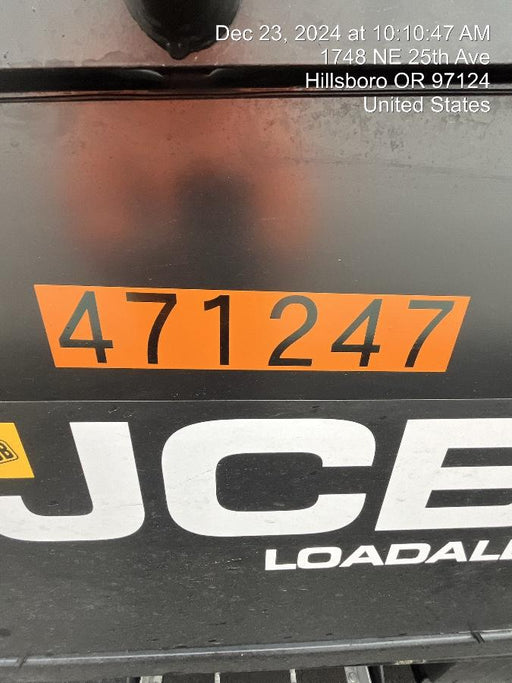 Dec 23, 2024 at 10:10:47 AM
1748 NE 25th Ave
Hillsboro OR 97124
United States
471247
JCB
LOADALL